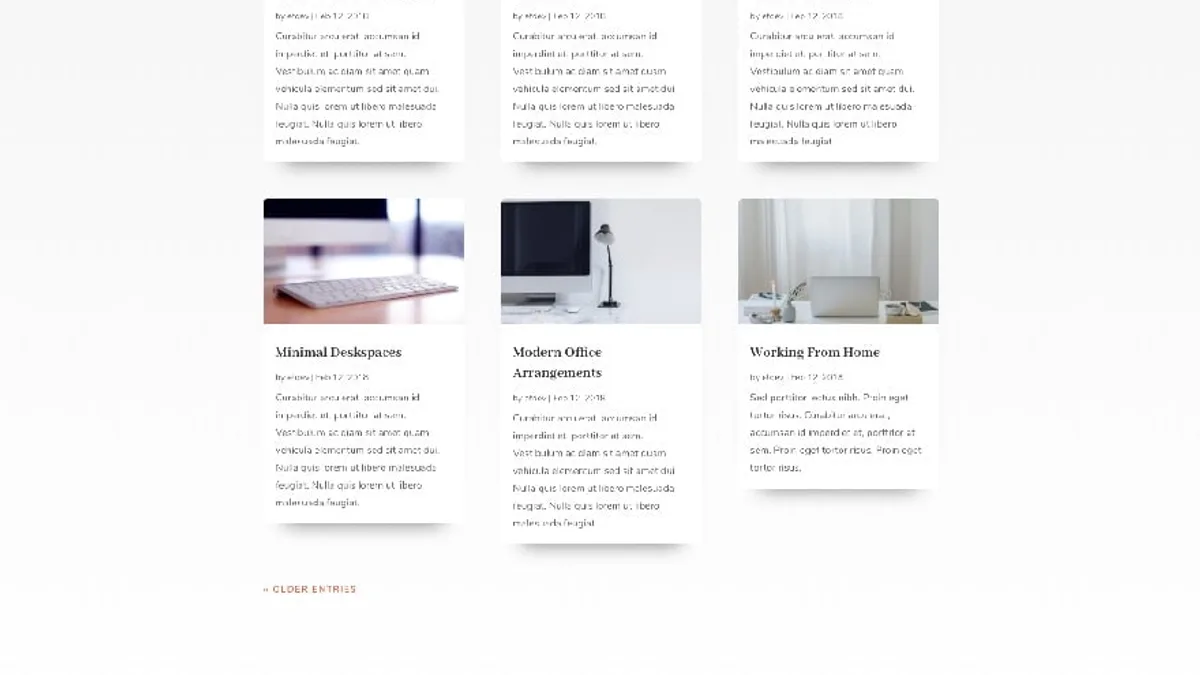 by etdev | Feb 12, 2018
Curabitur arcu erat, accumsan id
imperdiet et, porttitor at sem.
Vestibulum ac diam sit amet quam
vehicula elementum sed sit amet dui.
Nulla quis lorem ut libero malesuada
feugiat. Nulla quis lorem ut libero
malesuada feugiat.
by etdev | Feb 12, 2018
Curabitur arcu erat, accumsan id
imperdiet et, porttitor at sem.
Vestibulum ac diam sit amet quam
vehicula elementum sed sit amet dui.
Nulla quis lorem ut libero malesuada
feugiat. Nulla quis lorem ut libero
malesuada feugiat.
by etdev | Feb 12, 2018
Curabitur arcu erat, accumsan id
imperdiet et, porttitor at sem.
Vestibulum ac diam sit amet quam
vehicula elementum sed sit amet dui.
Nulla quis lorem ut libero malesuada
feugiat. Nulla quis lorem ut libero
malesuada feugiat.
Minimal Deskspaces
by etdev | Feb 12, 2018
Curabitur arcu erat, accumsan id
imperdiet et, porttitor at sem.
Vestibulum ac diam sit amet quam
vehicula elementum sed sit amet dui.
Nulla quis lorem ut libero malesuada
feugiat. Nulla quis lorem ut libero
malesuada feugiat.
Modern Office
Arrangements
by etdev | Feb 12, 2018
Curabitur arcu erat, accumsan id
imperdiet et, porttitor at sem.
Vestibulum ac diam sit amet quam
vehicula elementum sed sit amet dui.
Nulla quis lorem ut libero malesuada
feugiat. Nulla quis lorem ut libero
malesuada feugiat.
Working From Home
by etdev | Feb 12, 2018
Sed porttitor lectus nibh. Proin eget
tortor risus. Curabitur arcu erat,
accumsan id imperdiet et, porttitor at
sem. Proin eget tortor risus. Proin eget
tortor risus.
« OLDER ENTRIES